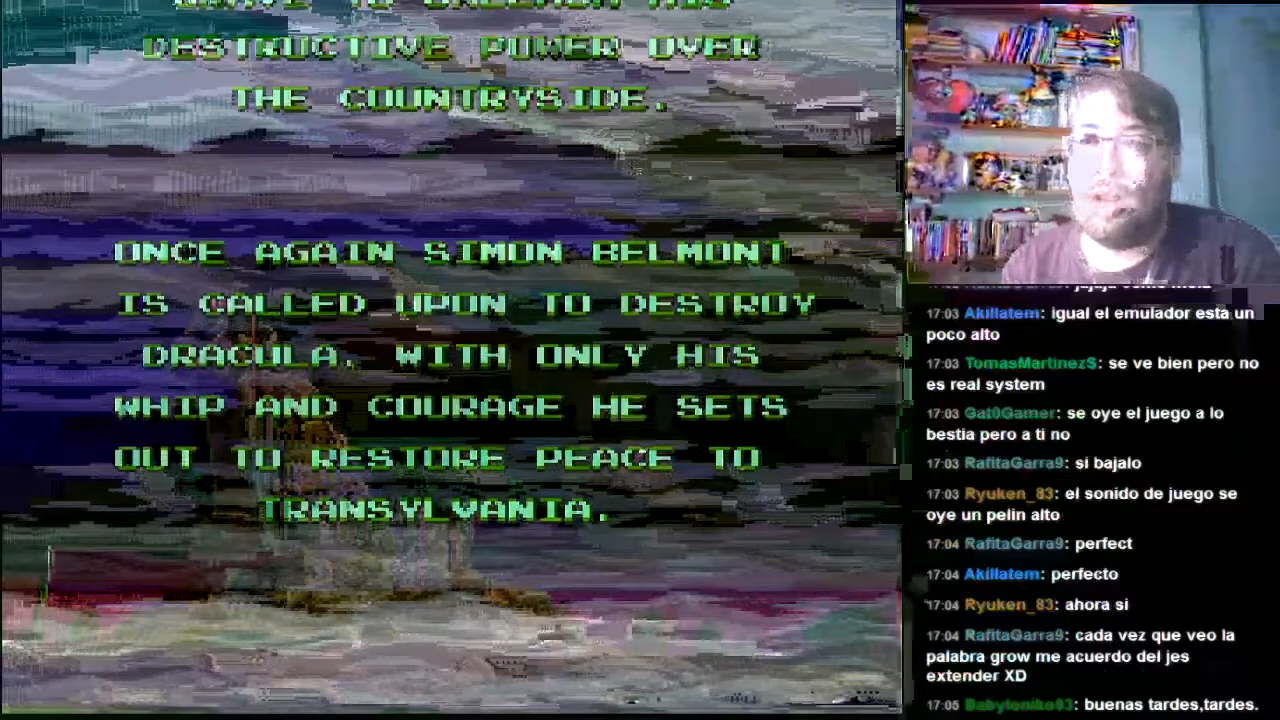 DESTRUCTIVE POWER OVER
THE COUNTRYSIDE.
ONCE AGAIN SIMON BELMONT
IS CALLED UPON TO DESTROY
DRACULA. WITH ONLY HIS
WHIP AND COURAGE HE SETS
OUT TO RESTORE PEACE TO
TRANSYLVANIA.
17:03 Akillatem: igual el emulador esta un
poco alto
17:03 TomasMartinezS: se ve bien pero no
es real system
17:03 Gat0Gamer: se oye el juego a lo
bestia pero a ti no
17:03 RafitaGarra9: si bajalo
17:03 Ryuken_83: el sonido de juego se
oye un pelin alto
17:04 RafitaGarra9: perfect
17:04 Akillatem: perfecto
17:04 Ryuken_83: ahora si
17:04 RafitaGarra9: cada vez que veo la
palabra grow me acuerdo del jes
extender XD
17:05 Babyloniko93: buenas tardes,tardes.